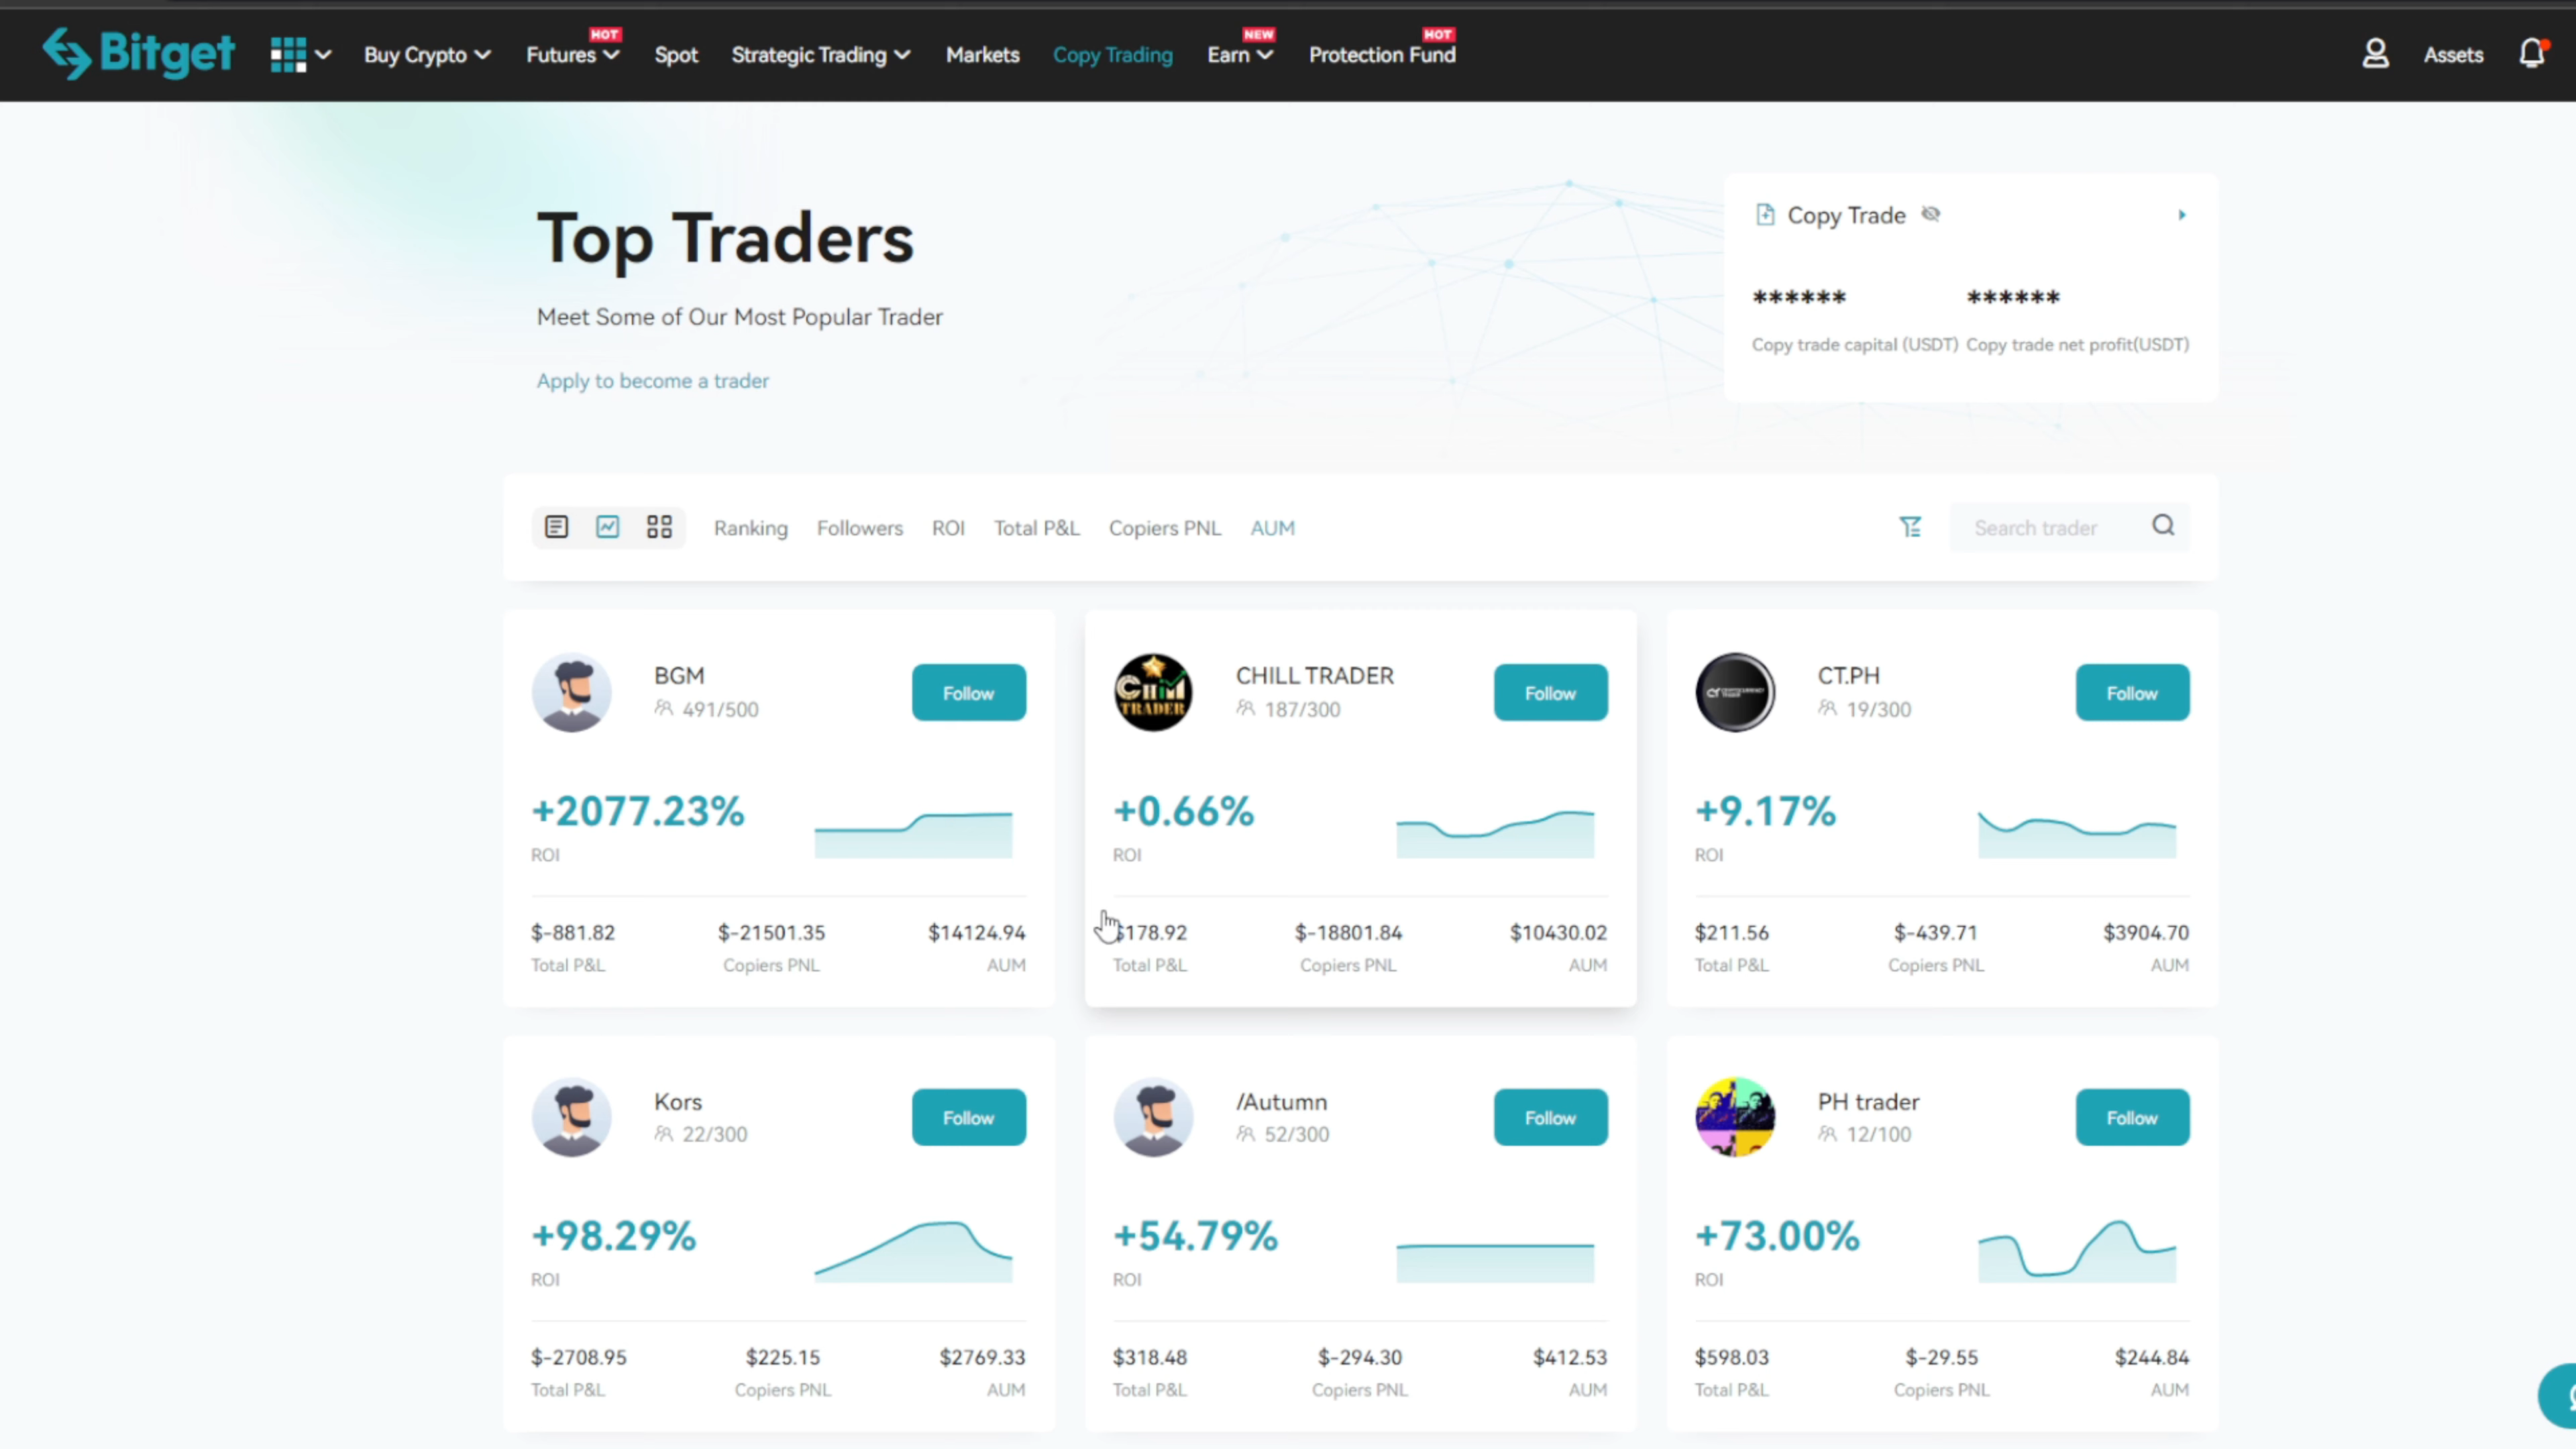 Bitget Buy Crypto Futures HOT Spot Strategic Trading Markets Copy Trading Earn NEW Protection Fund HOT Assets
Top Traders
Meet Some of Our Most Popular Trader
Apply to become a trader
Copy Trade
****** ******
Copy trade capital (USDT) Copy trade net profit(USDT)
Ranking Followers ROI Total P&L Copiers PNL AUM Search trader
BGM
491/500
Follow
+2077.23%
ROI
$-881.82 $-21501.35 $14124.94
Total P&L Copiers PNL AUM
CHILL TRADER
187/300
Follow
CHILL
TRADER
+0.66%
ROI
$178.92 $-18801.84 $10430.02
Total P&L Copiers PNL AUM
CT.PH
19/300
Follow
+9.17%
ROI
$211.56 $-439.71 $3904.70
Total P&L Copiers PNL AUM
Kors
22/300
Follow
+98.29%
ROI
$-2708.95 $225.15 $2769.33
Total P&L Copiers PNL AUM
/Autumn
52/300
Follow
+54.79%
ROI
$318.48 $-294.30 $412.53
Total P&L Copiers PNL AUM
PH trader
12/100
Follow
+73.00%
ROI
$598.03 $-29.55 $244.84
Total P&L Copiers PNL AUM